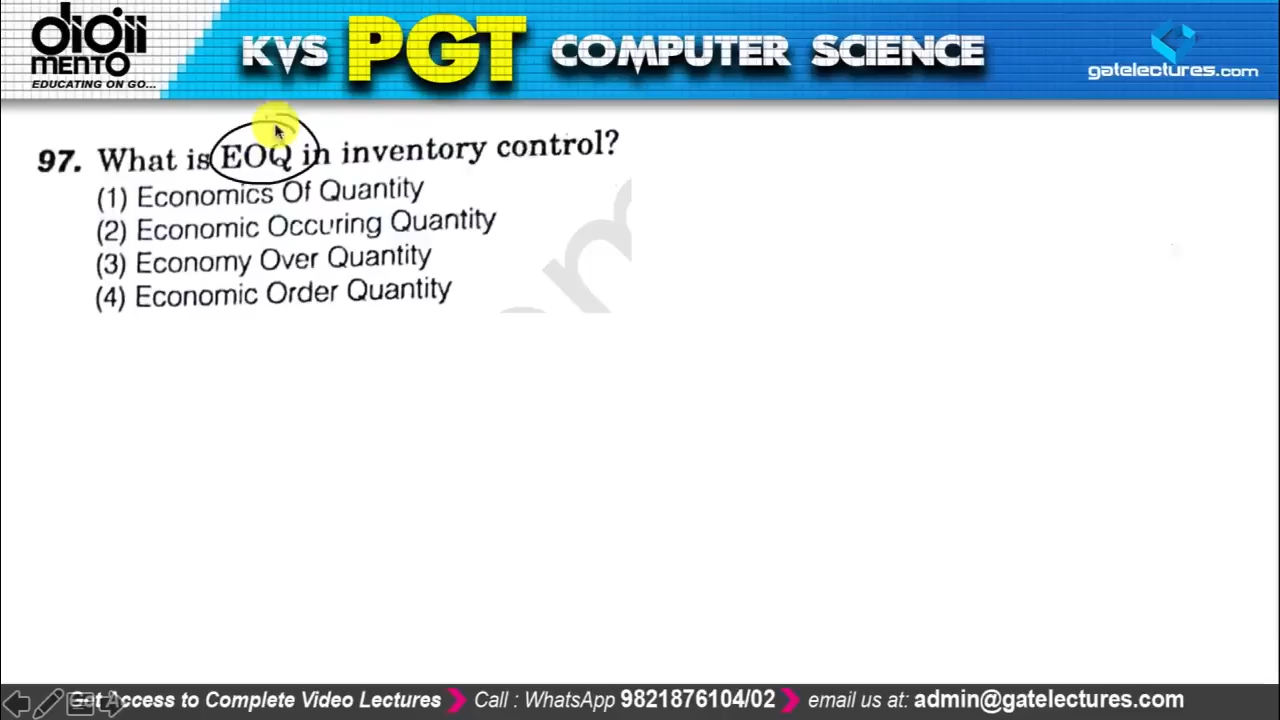 digii
MENTO
EDUCATING ON GO...
KVS PGT COMPUTER SCIENCE
gatelectures.com
97. What is EOQ in inventory control?
(1) Economics Of Quantity
(2) Economic Occuring Quantity
(3) Economy Over Quantity
(4) Economic Order Quantity
Get Access to Complete Video Lectures Call : WhatsApp 9821876104/02 email us at: admin@gatelectures.com